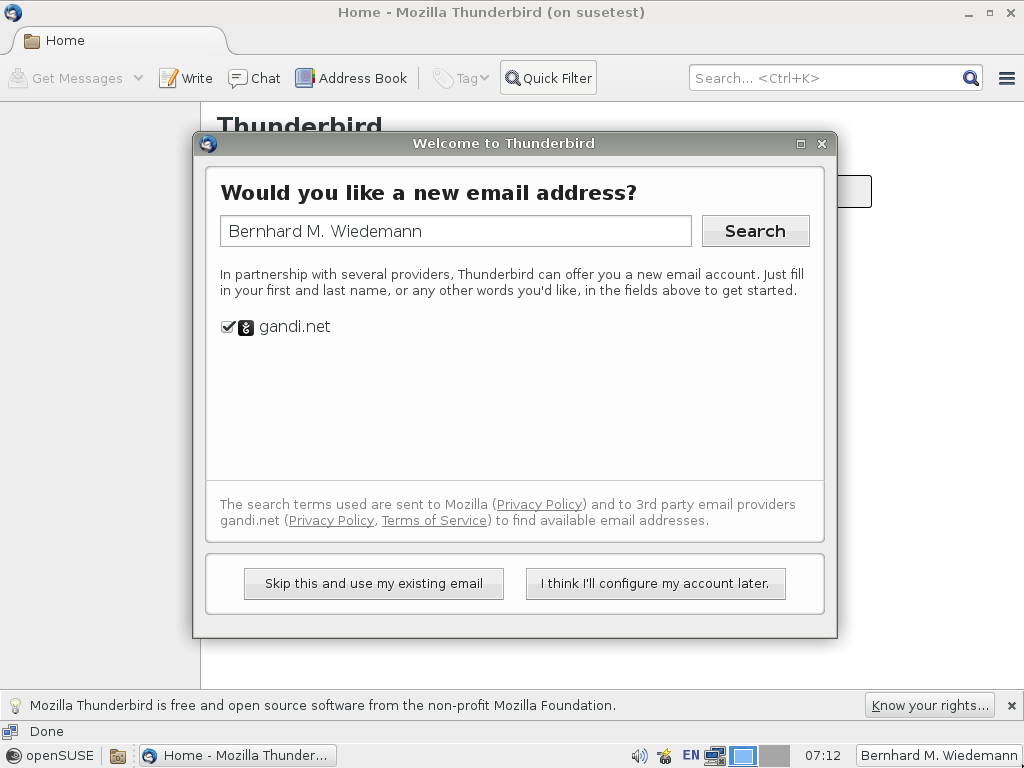 Home - Mozilla Thunderbird (on susetest)
Home
Get Messages
Write
Chat
Address Book
Tag
Quick Filter
Search... <Ctrl+K>
Thunderbird
Welcome to Thunderbird
Would you like a new email address?
Bernhard M. Wiedemann
Search
In partnership with several providers, Thunderbird can offer you a new email account. Just fill
in your first and last name, or any other words you'd like, in the fields above to get started.
gandi.net
The search terms used are sent to Mozilla (Privacy Policy) and to 3rd party email providers
gandi.net (Privacy Policy, Terms of Service) to find available email addresses.
Skip this and use my existing email
I think I'll configure my account later.
Mozilla Thunderbird is free and open source software from the non-profit Mozilla Foundation.
Know your rights...
Done
openSUSE
Home - Mozilla Thunder...
EN
07:12
Bernhard M. Wiedemann